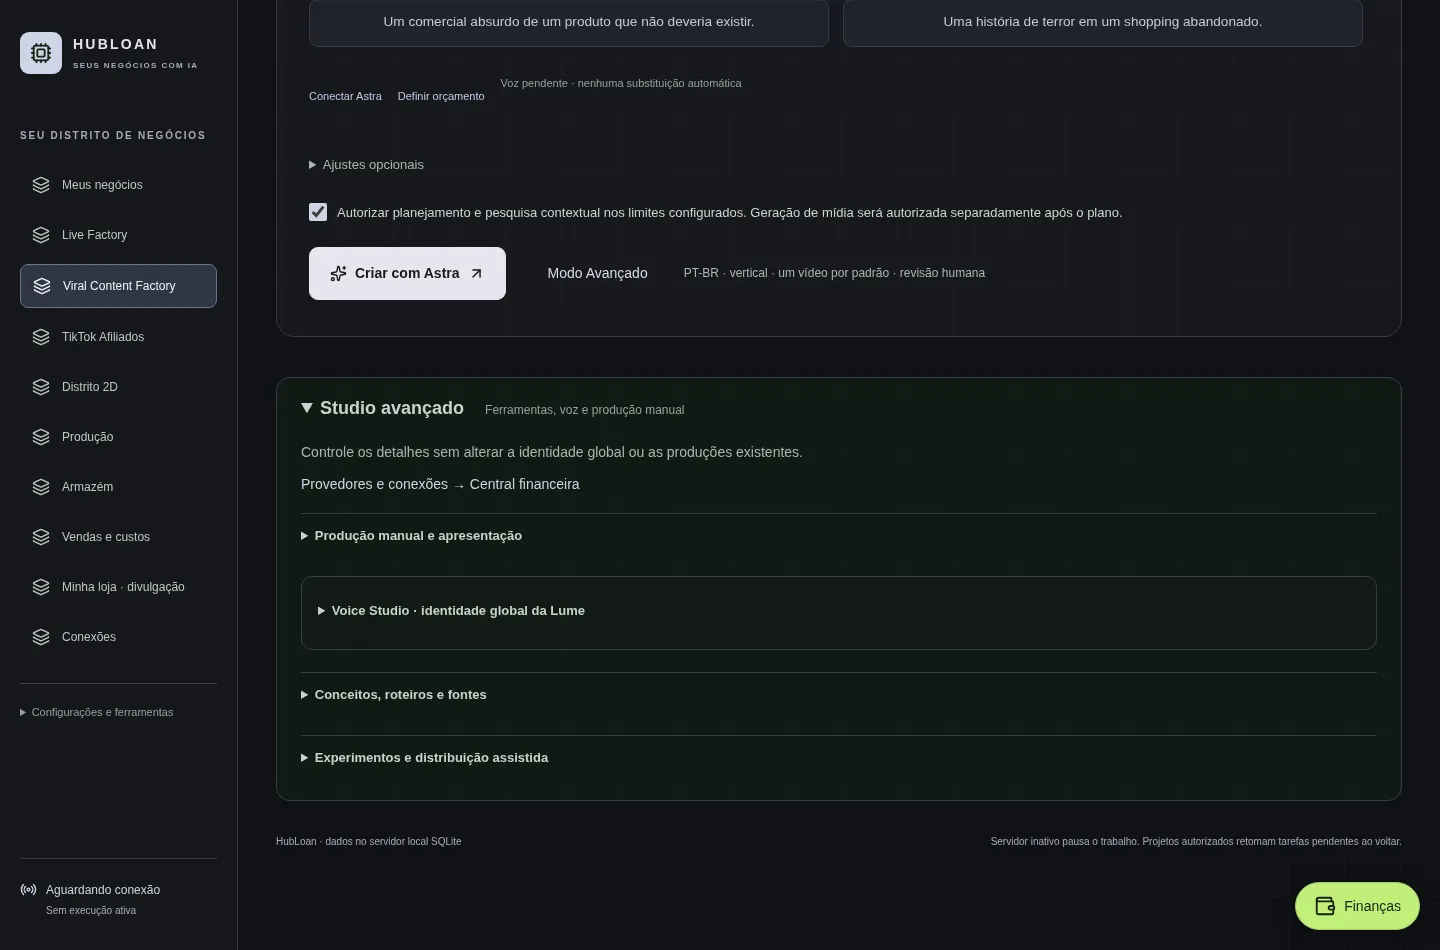 HUBLOAN
SEUS NEGÓCIOS COM IA
SEU DISTRITO DE NEGÓCIOS
Meus negócios
Live Factory
Viral Content Factory
TikTok Afiliados
Distrito 2D
Produção
Armazém
Vendas e custos
Minha loja · divulgação
Conexões
Configurações e ferramentas
Aguardando conexão
Sem execução ativa
Um comercial absurdo de um produto que não deveria existir.
Uma história de terror em um shopping abandonado.
Conectar Astra
Definir orçamento
Voz pendente · nenhuma substituição automática
Ajustes opcionais
Autorizar planejamento e pesquisa contextual nos limites configurados. Geração de mídia será autorizada separadamente após o plano.
Criar com Astra
Modo Avançado
PT-BR · vertical · um vídeo por padrão · revisão humana
Studio avançado
Ferramentas, voz e produção manual
Controle os detalhes sem alterar a identidade global ou as produções existentes.
Provedores e conexões → Central financeira
Produção manual e apresentação
Voice Studio · identidade global da Lume
Conceitos, roteiros e fontes
Experimentos e distribuição assistida
HubLoan · dados no servidor local SQLite
Servidor inativo pausa o trabalho. Projetos autorizados retomam tarefas pendentes ao voltar.
Finanças